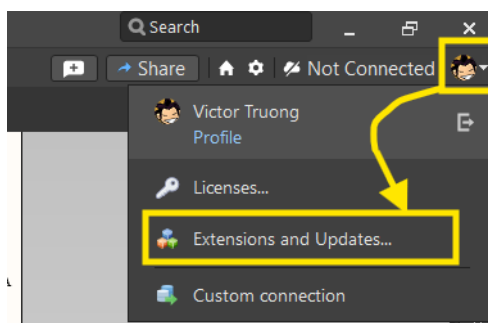 Search
Share
Not Connected
Victor Truong
Profile
Licenses...
Extensions and Updates...
Custom connection